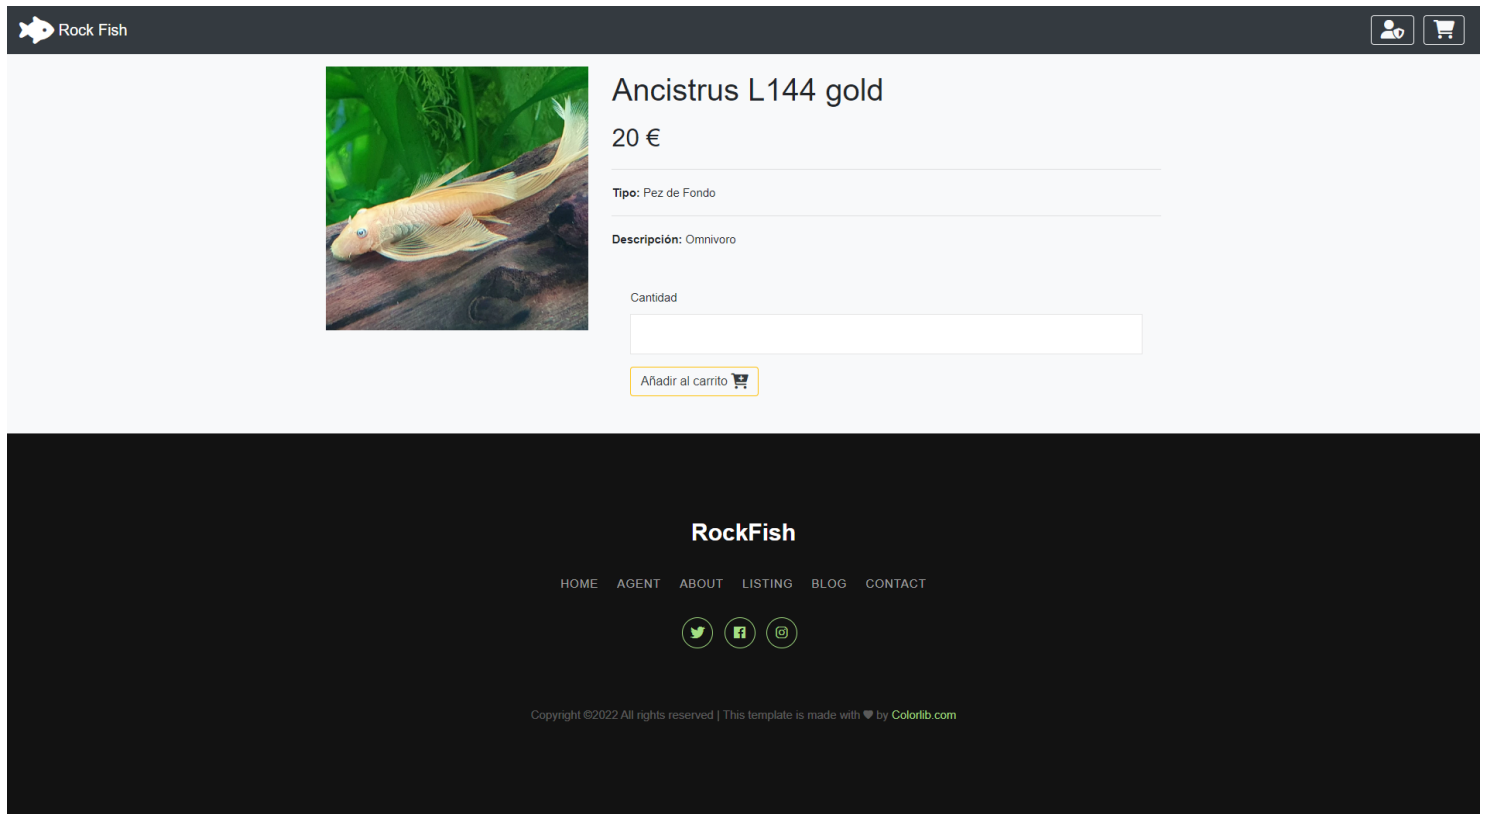 Rock Fish
Ancistrus L144 gold
20 €
Tipo: Pez de Fondo
Descripción: Omnivoro
Cantidad
Añadir al carrito
RockFish
HOME AGENT ABOUT LISTING BLOG CONTACT
Copyright ©2022 All rights reserved | This template is made with ♥ by Colorlib.com